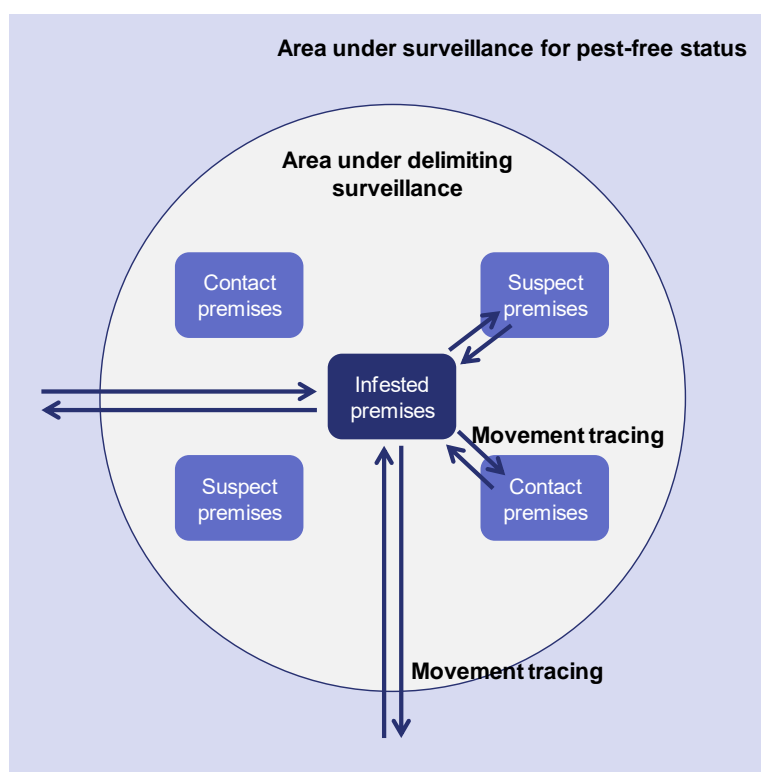 Area under surveillance for pest-free status
Area under delimiting
surveillance
Contact
premises
Suspect
premises
Infested
premises
Movement tracing
Suspect
premises
Contact
premises
Movement tracing